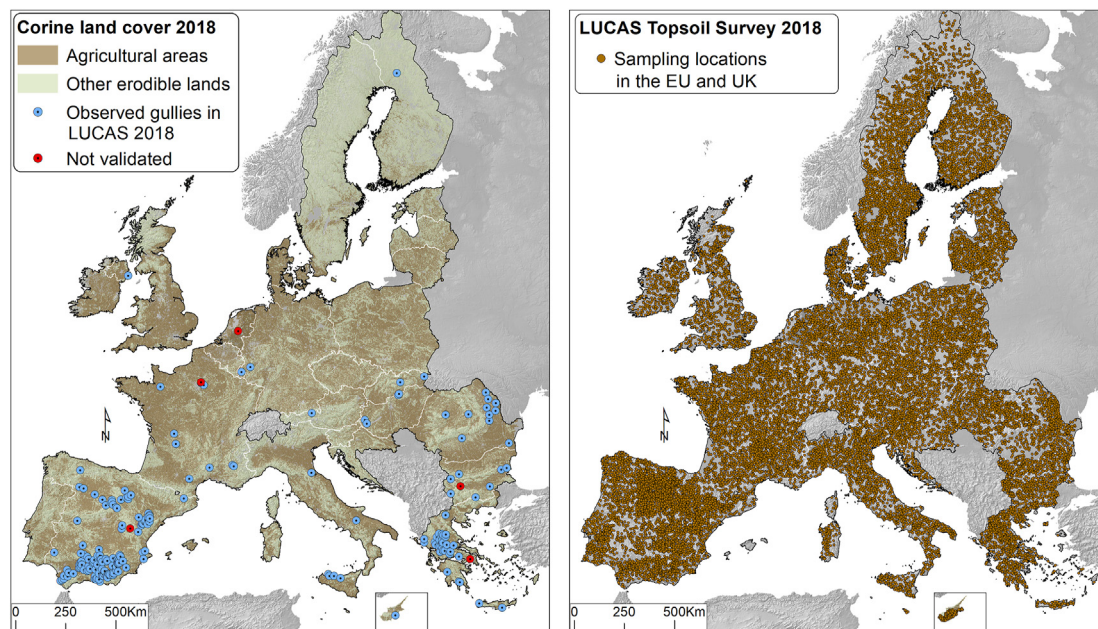 Corine land cover 2018
Agricultural areas
Other erodible lands
Observed gullies in
LUCAS 2018
Not validated
N
0 250 500Km
LUCAS Topsoil Survey 2018
Sampling locations
in the EU and UK
N
0 250 500Km